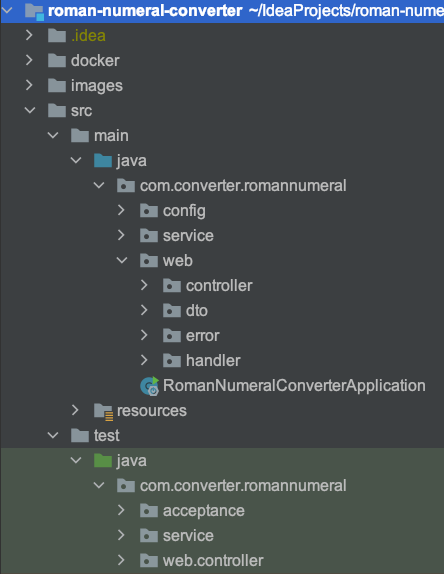 roman-numeral-converter ~/IdeaProjects/roman-nume
.idea
docker
images
src
main
java
com.converter.romannumeral
config
service
web
controller
dto
error
handler
RomanNumeralConverterApplication
resources
test
java
com.converter.romannumeral
acceptance
service
web.controller